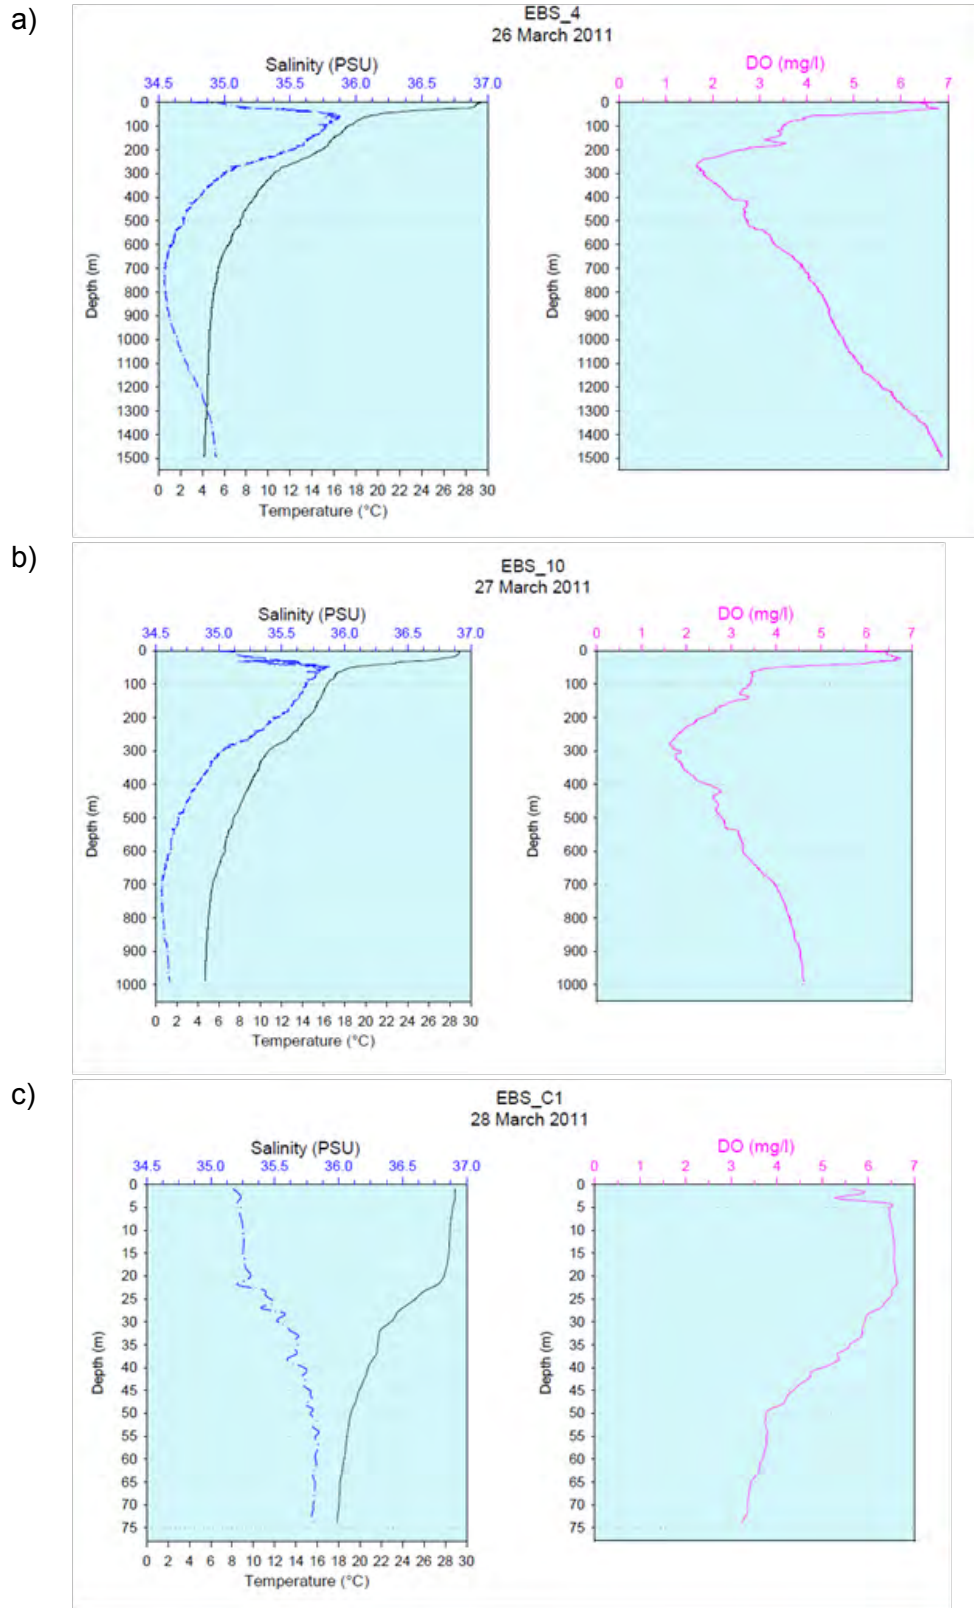 a)
EBS_4
26 March 2011
Salinity (PSU)
34.5 35.0 35.5 36.0 36.5 37.0
DO (mg/l)
0 1 2 3 4 5 6 7
Depth (m)
0
100
200
300
400
500
600
700
800
900
1000
1100
1200
1300
1400
1500
0 2 4 6 8 10 12 14 16 18 20 22 24 26 28 30
Temperature (°C)
Depth (m)
0
100
200
300
400
500
600
700
800
900
1000
1100
1200
1300
1400
1500
b)
EBS_10
27 March 2011
Salinity (PSU)
34.5 35.0 35.5 36.0 36.5 37.0
DO (mg/l)
0 1 2 3 4 5 6 7
Depth (m)
0
100
200
300
400
500
600
700
800
900
1000
0 2 4 6 8 10 12 14 16 18 20 22 24 26 28 30
Temperature (°C)
Depth (m)
0
100
200
300
400
500
600
700
800
900
1000
c)
EBS_C1
28 March 2011
Salinity (PSU)
34.5 35.0 35.5 36.0 36.5 37.0
DO (mg/l)
0 1 2 3 4 5 6 7
Depth (m)
0
5
10
15
20
25
30
35
40
45
50
55
60
65
70
75
0 2 4 6 8 10 12 14 16 18 20 22 24 26 28 30
Temperature (°C)
Depth (m)
0
5
10
15
20
25
30
35
40
45
50
55
60
65
70
75